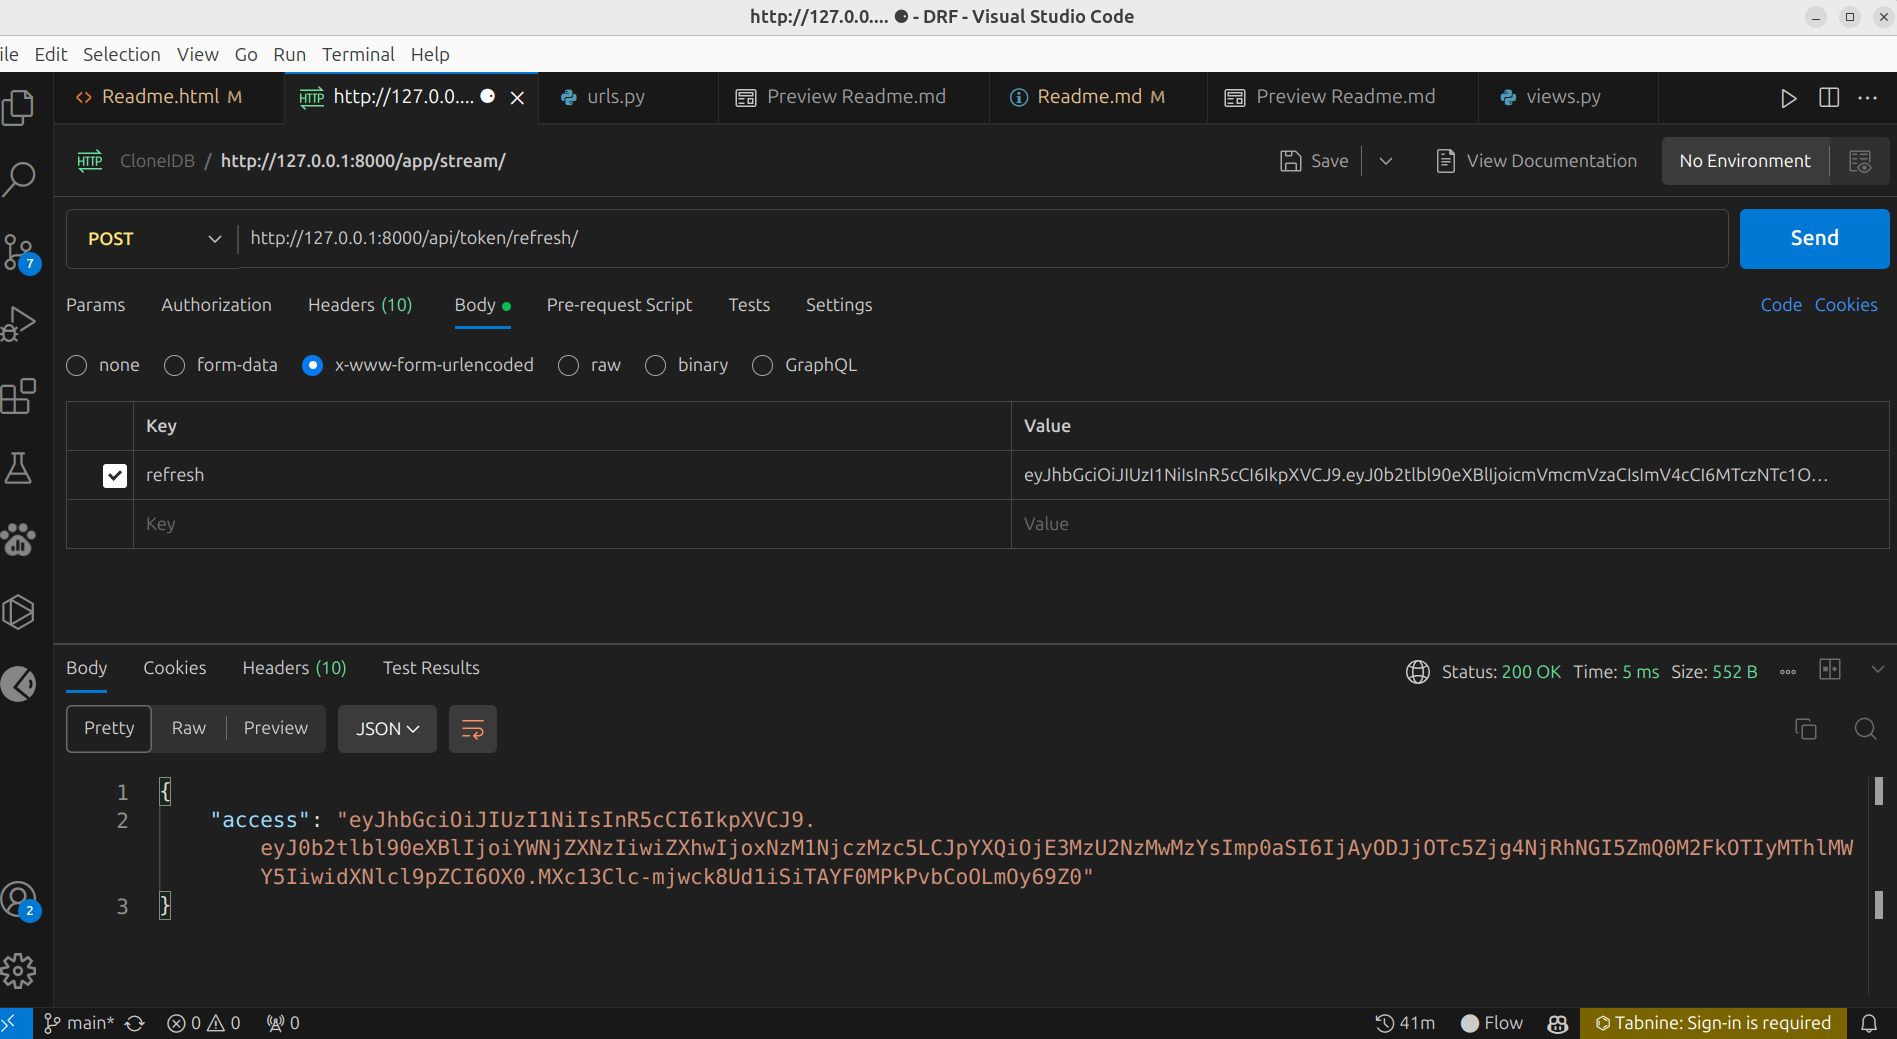 http://127.0.0.... ● - DRF - Visual Studio Code
ile Edit Selection View Go Run Terminal Help
Readme.html M http://127.0.0.... urls.py Preview Readme.md Readme.md M Preview Readme.md views.py
HTTP CloneIDB / http://127.0.0.1:8000/app/stream/ Save View Documentation No Environment
POST http://127.0.0.1:8000/api/token/refresh/ Send
Params Authorization Headers (10) Body Pre-request Script Tests Settings Code Cookies
none form-data x-www-form-urlencoded raw binary GraphQL
Key Value
refresh eyJhbGciOiJIUzI1NiIsInR5cCI6IkpXVCJ9.eyJ0b2tlbl90eXBlIjoicmVmcmVzaCIsImV4cCI6MTczNTc1O...
Key Value
7
Body Cookies Headers (10) Test Results Status: 200 OK Time: 5 ms Size: 552 B
Pretty Raw Preview JSON
1 {
2 "access": "eyJhbGciOiJIUzI1NiIsInR5cCI6IkpXVCJ9.
eyJ0b2tlbl90eXBlIjoiYWNjZXNzIiwiZXhwIjoxNzM1NjczMzc5LCJpYXQiOjE3MzU2NzMwMzYsImp0aSI6IjAyODJjOTc5Zjg4NjRhNGI5ZmQ0M2FkOTIyMThlMW
Y5IiwidXNlcl9pZCI6OX0.MXc13Clc-mjwck8Ud1iSiTAYF0MPkPvbCoOLmOy69Z0"
3 }
2
main* 0 0 0 41m Flow Tabnine: Sign-in is required